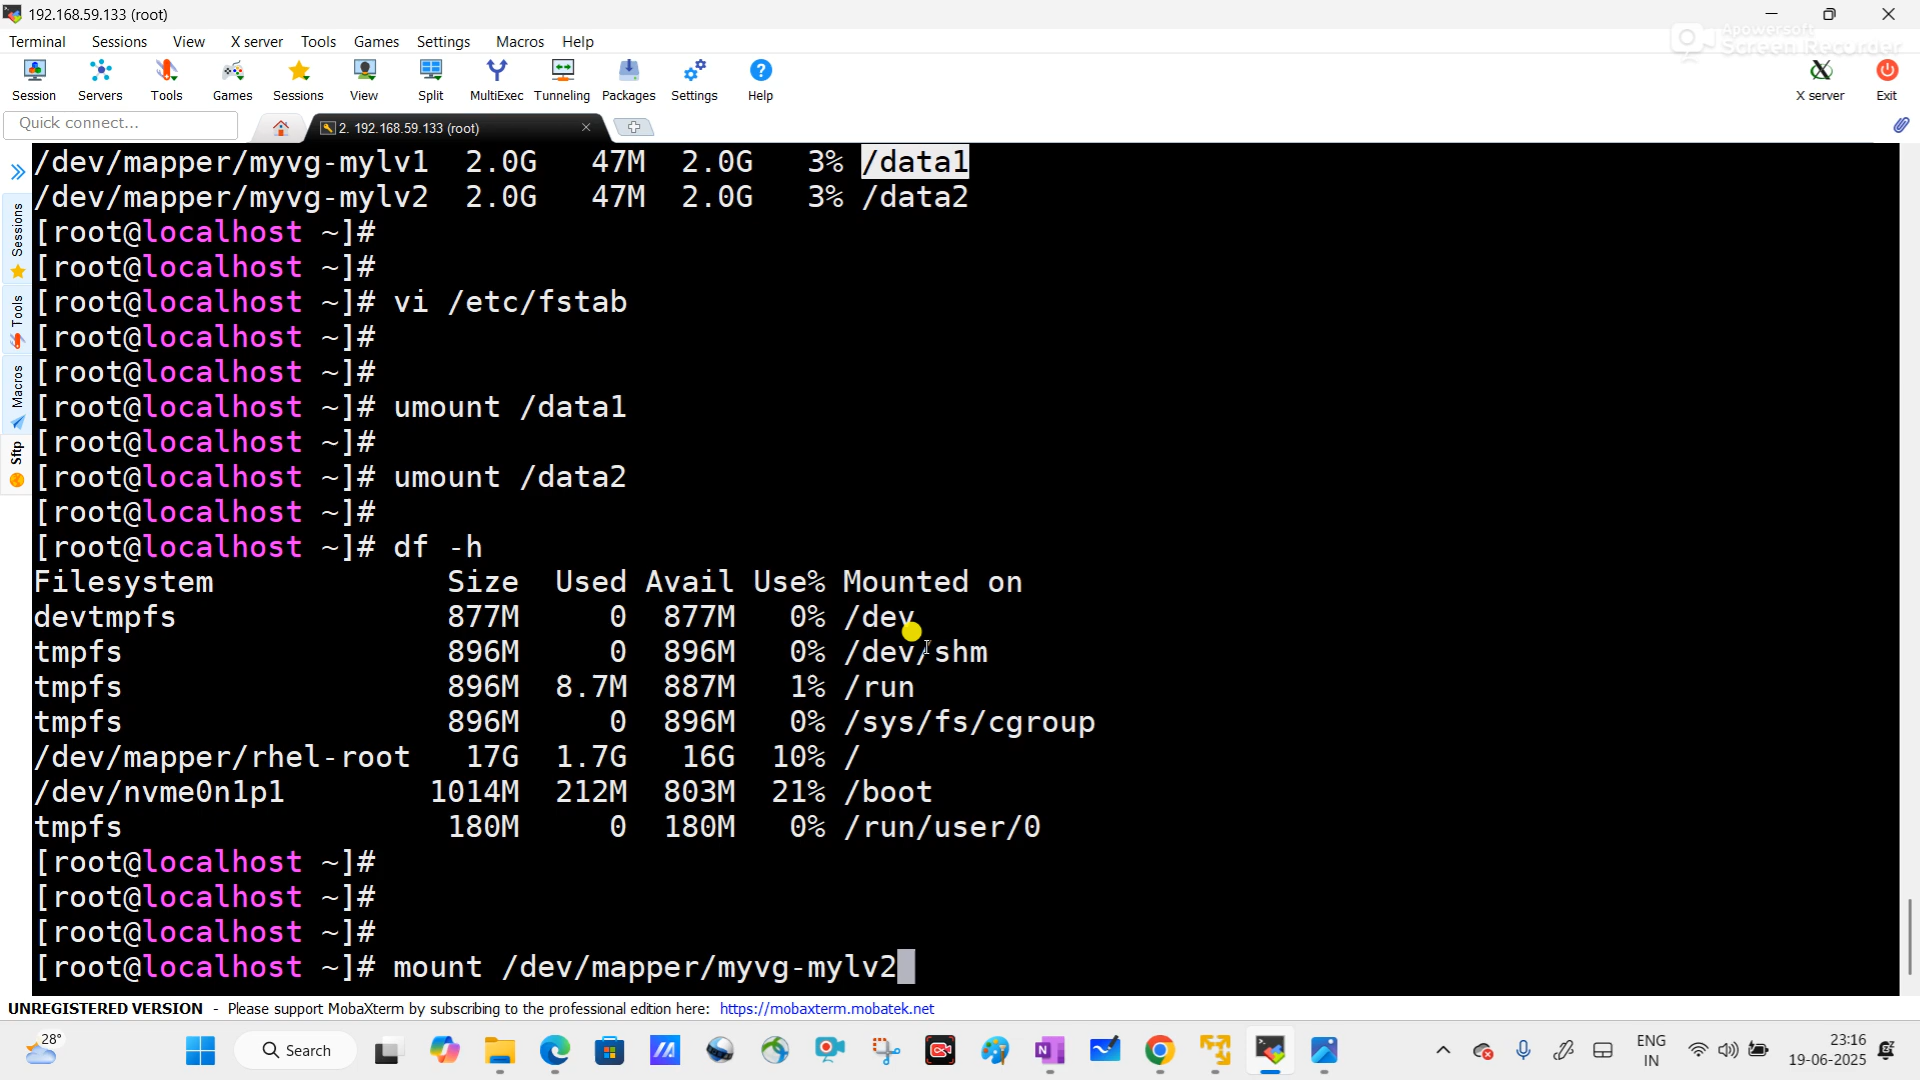 192.168.59.133 (root)
Terminal Sessions View X server Tools Games Settings Macros Help
Apowersoft
Screen Recorder
Session Servers Tools Games Sessions View Split MultiExec Tunneling Packages Settings Help X server Exit
Quick connect... 2. 192.168.59.133 (root)
/dev/mapper/myvg-mylv1 2.0G 47M 2.0G 3% /data1
/dev/mapper/myvg-mylv2 2.0G 47M 2.0G 3% /data2
[root@localhost ~]#
[root@localhost ~]#
[root@localhost ~]# vi /etc/fstab
[root@localhost ~]#
[root@localhost ~]#
[root@localhost ~]# umount /data1
[root@localhost ~]#
[root@localhost ~]# umount /data2
[root@localhost ~]#
[root@localhost ~]# df -h
Filesystem Size Used Avail Use% Mounted on
devtmpfs 877M 0 877M 0% /dev
tmpfs 896M 0 896M 0% /dev/shm
tmpfs 896M 8.7M 887M 1% /run
tmpfs 896M 0 896M 0% /sys/fs/cgroup
/dev/mapper/rhel-root 17G 1.7G 16G 10% /
/dev/nvme0n1p1 1014M 212M 803M 21% /boot
tmpfs 180M 0 180M 0% /run/user/0
[root@localhost ~]#
[root@localhost ~]#
[root@localhost ~]#
[root@localhost ~]# mount /dev/mapper/myvg-mylv2
Sessions
Tools
Macros
Sftp
UNREGISTERED VERSION - Please support MobaXterm by subscribing to the professional edition here: https://mobaxterm.mobatek.net
28°
Search
ENG
IN
23:16
19-06-2025